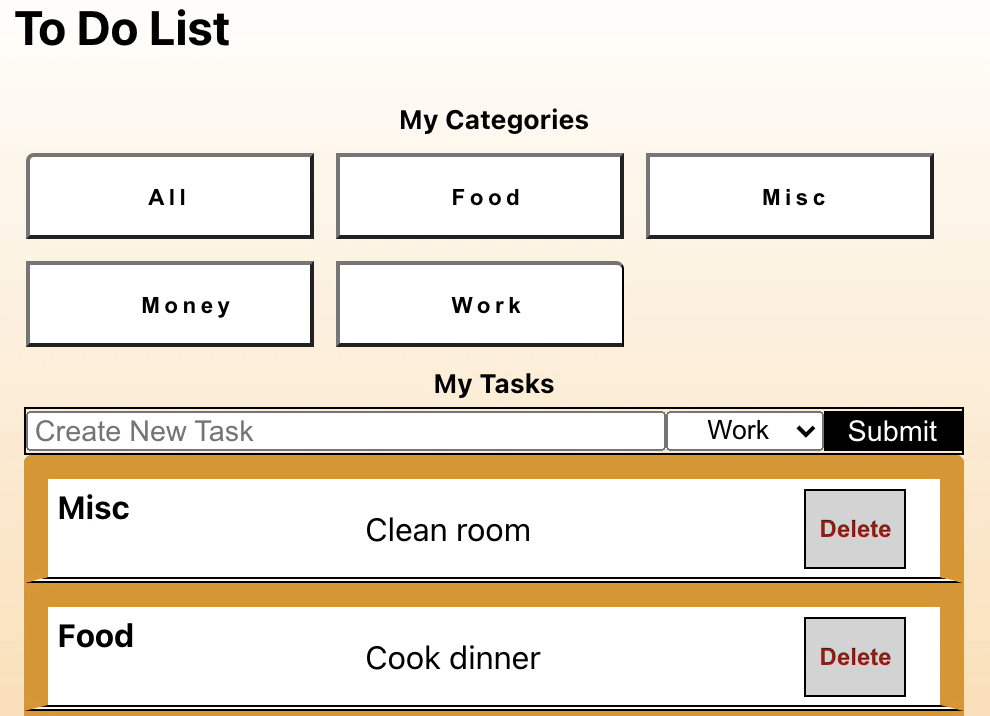 To Do List
My Categories
All Food Misc
Money Work
My Tasks
Create New Task Work Submit
Misc
Clean room Delete
Food
Cook dinner Delete